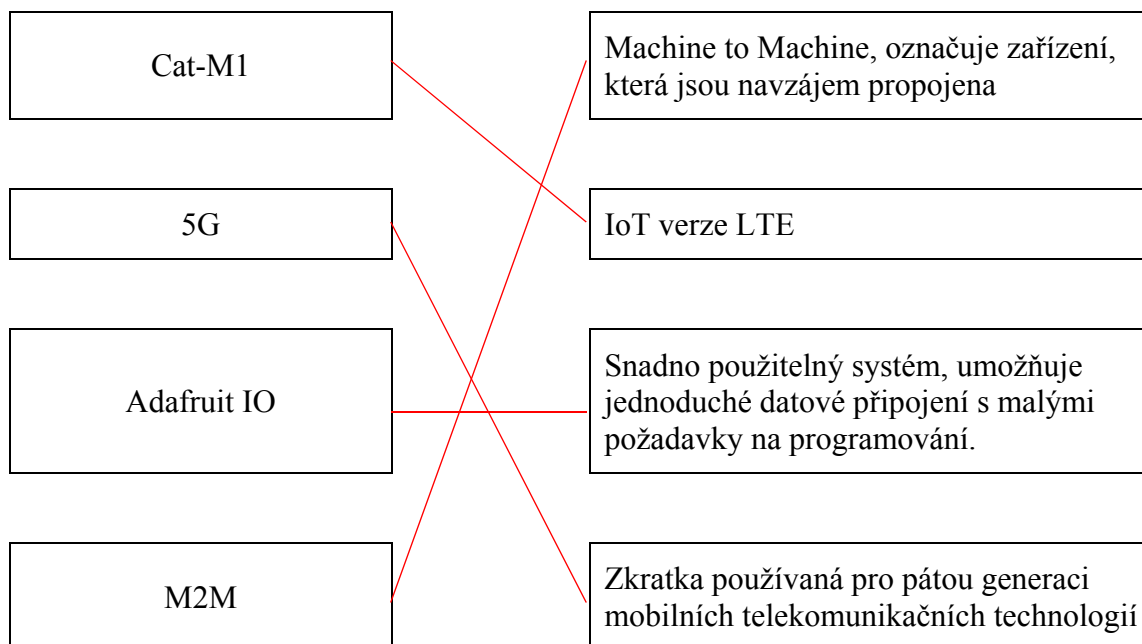 Cat-M1
Machine to Machine, označuje zařízení,
která jsou navzájem propojena
5G
IoT verze LTE
Adafruit IO
Snadno použitelný systém, umožňuje
jednoduché datové připojení s malými
požadavky na programování.
M2M
Zkratka používaná pro pátou generaci
mobilních telekomunikačních technologií